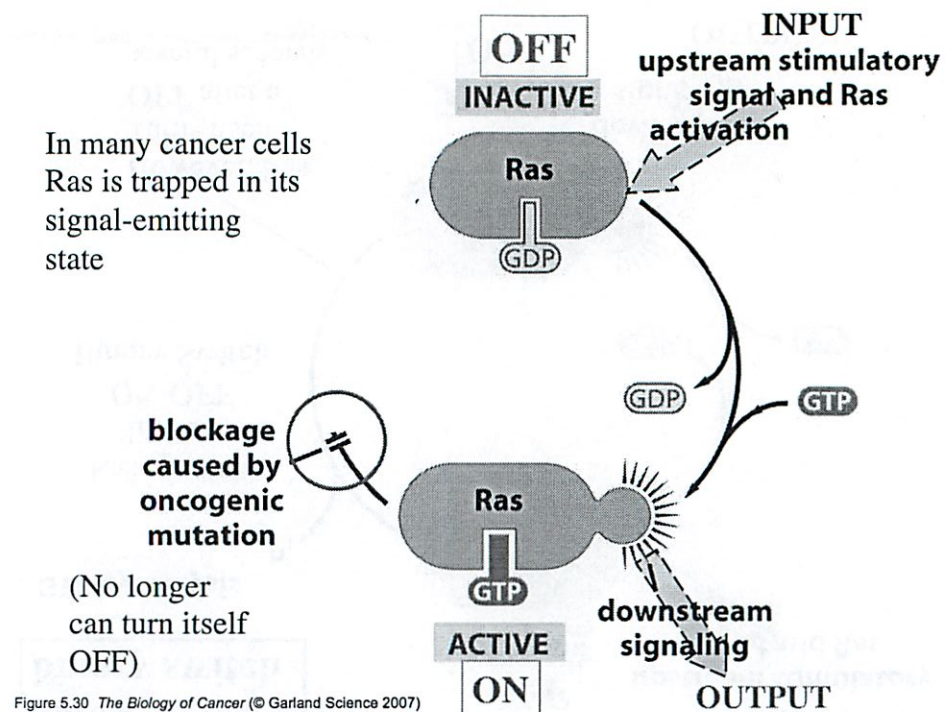 OFF
INACTIVE
INPUT
upstream stimulatory
signal and Ras
activation
In many cancer cells
Ras is trapped in its
signal-emitting
state
Ras
GDP
GDP
GTP
blockage
caused by
oncogenic
mutation
Ras
GTP
(No longer
can turn itself
OFF)
downstream
signaling
ACTIVE
ON
OUTPUT
Figure 5.30 The Biology of Cancer (© Garland Science 2007)